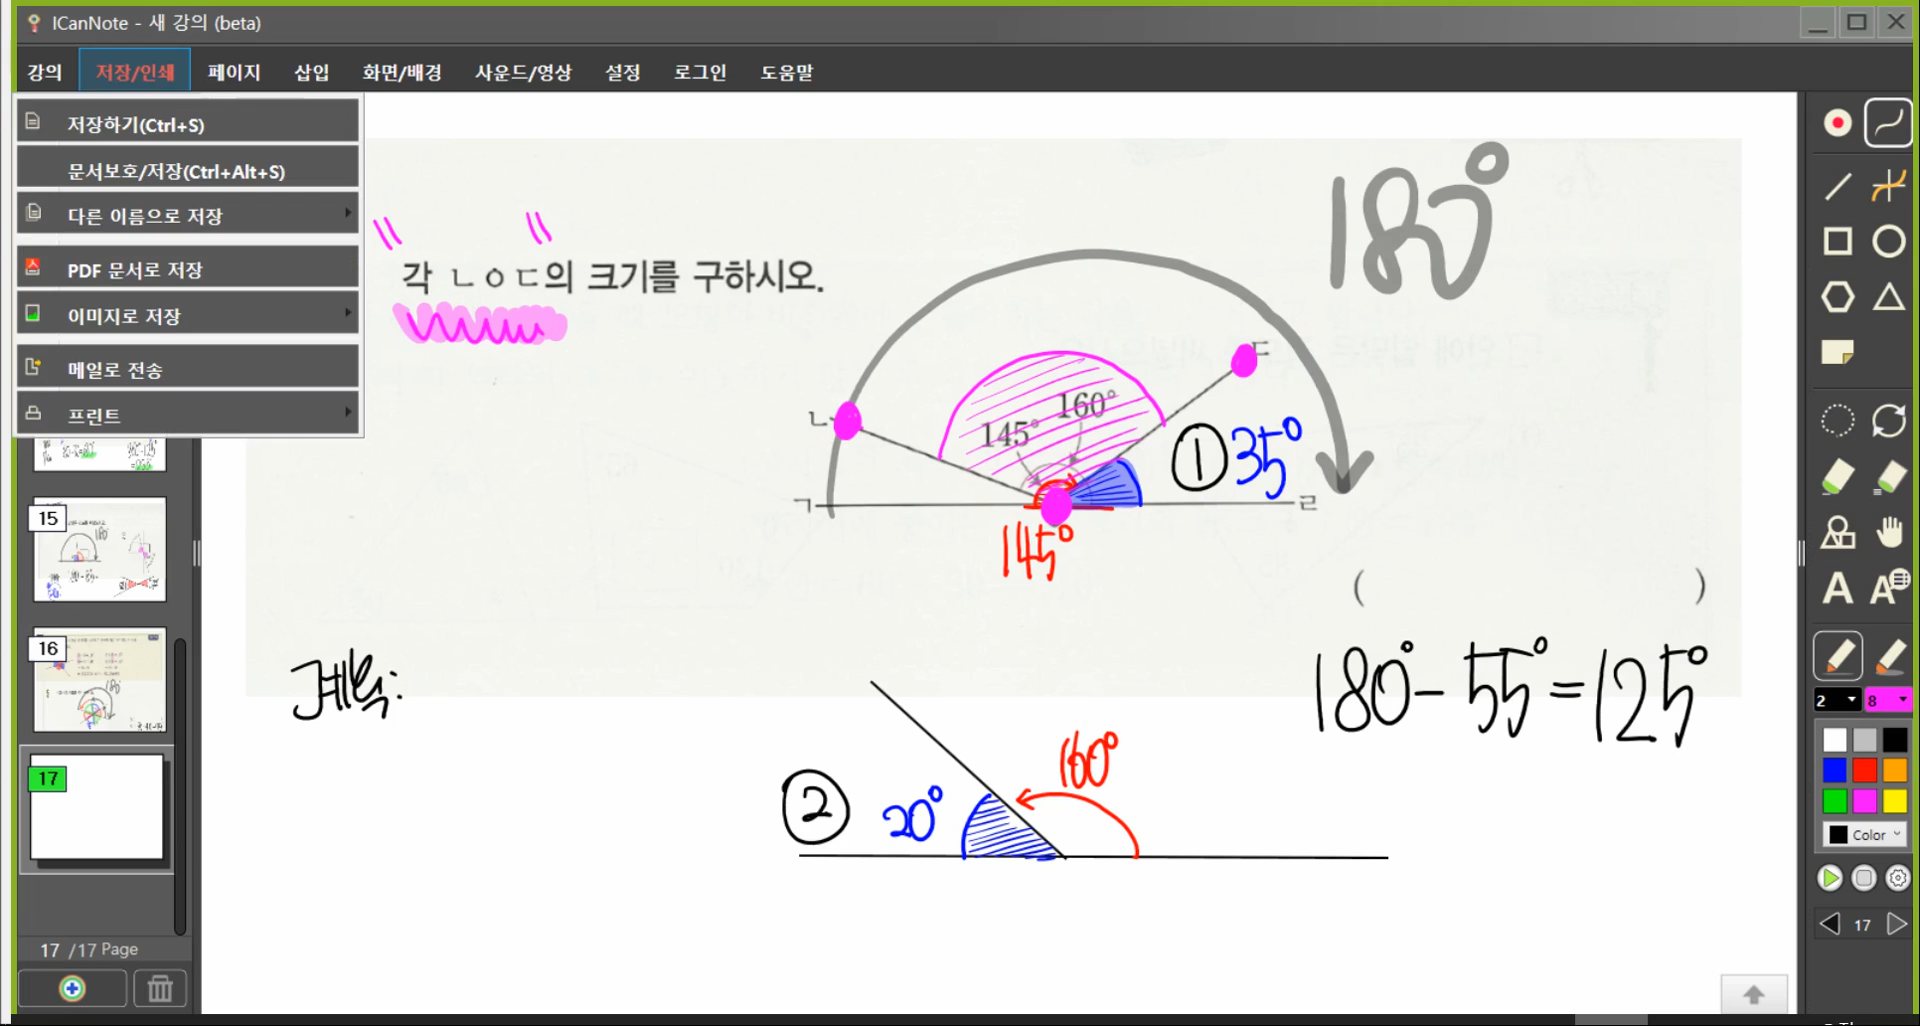 ICanNote - 새 강의 (beta)
강의 저장/인쇄 페이지 삽입 화면/배경 사운드/영상 설정 로그인 도움말
저장하기(Ctrl+S)
문서보호/저장(Ctrl+Alt+S)
다른 이름으로 저장
PDF 문서로 저장
이미지로 저장
메일로 전송
프린트
15
16
17
17 /17 Page
180°
각 ㄴㅇㄷ의 크기를 구하시오.
ㄷ
ㄴ
160°
145°
① 35°
ㄱ
ㄹ
145°
( )
180° - 55° = 125°
160°
② 20°
A A
2 8
Color
17